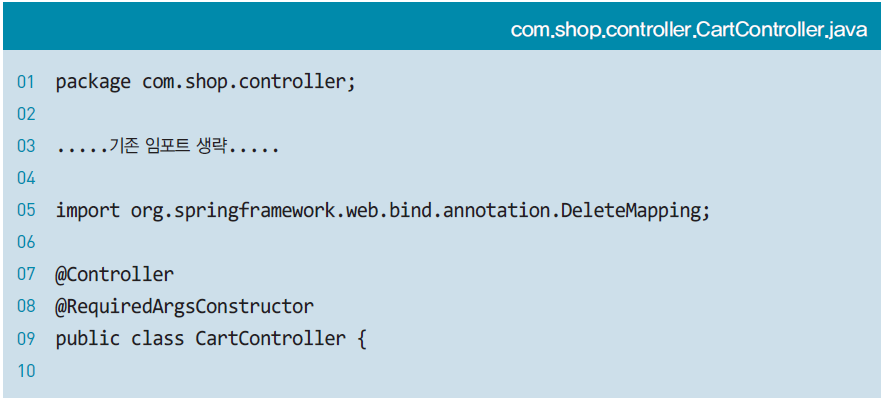 com.shop.controller.CartController.java
01 package com.shop.controller;
02
03 .....기존 임포트 생략.....
04
05 import org.springframework.web.bind.annotation.DeleteMapping;
06
07 @Controller
08 @RequiredArgsConstructor
09 public class CartController {
10